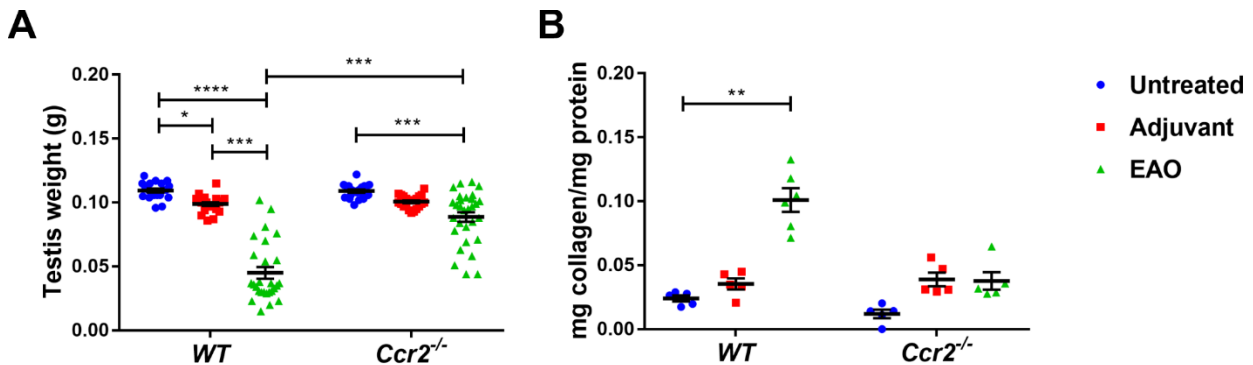 A
Testis weight (g)
0.20
0.15
0.10
0.05
0.00
****
*
***
***
***
WT
Ccr2-/-
B
mg collagen/mg protein
0.20
0.15
0.10
0.05
0.00
**
WT
Ccr2-/-
Untreated
Adjuvant
EAO